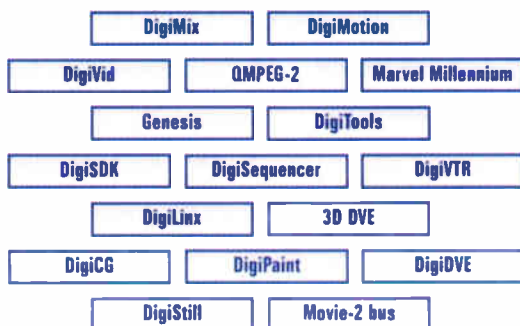 DigiMix DigiMotion
DigiVid QMPEG-2 Marvel Millennium
Genesis DigiTools
DigiSDK DigiSequencer DigiVTR
DigiLinx 3D DVE
DigiCG DigiPaint DigiDVE
DigiStill Movie-2 bus